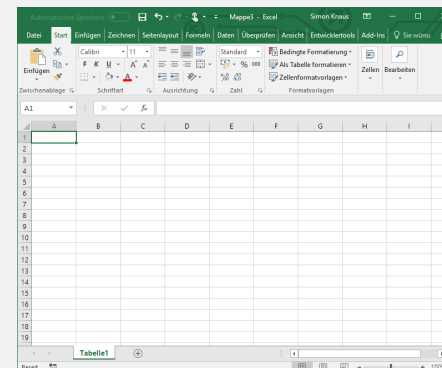 Automatisches Speichern Mappe3 - Excel Simon Knaus
Datei Start Einfügen Zeichnen Seitenlayout Formeln Daten Überprüfen Ansicht Entwicklertools Add-Ins Sie wüns
Calibri 11 Standard Bedingte Formatierung
F K U A A % 000 Als Tabelle formatieren
Einfügen A Zellenformatvorlagen Zellen Bearbeiten
Zwischenablage Schriftart Ausrichtung Zahl Formatvorlagen
A1 fx
A B C D E F G H I
1
2
3
4
5
6
7
8
9
10
11
12
13
14
15
16
17
18
19
Tabelle1
Bereit 100